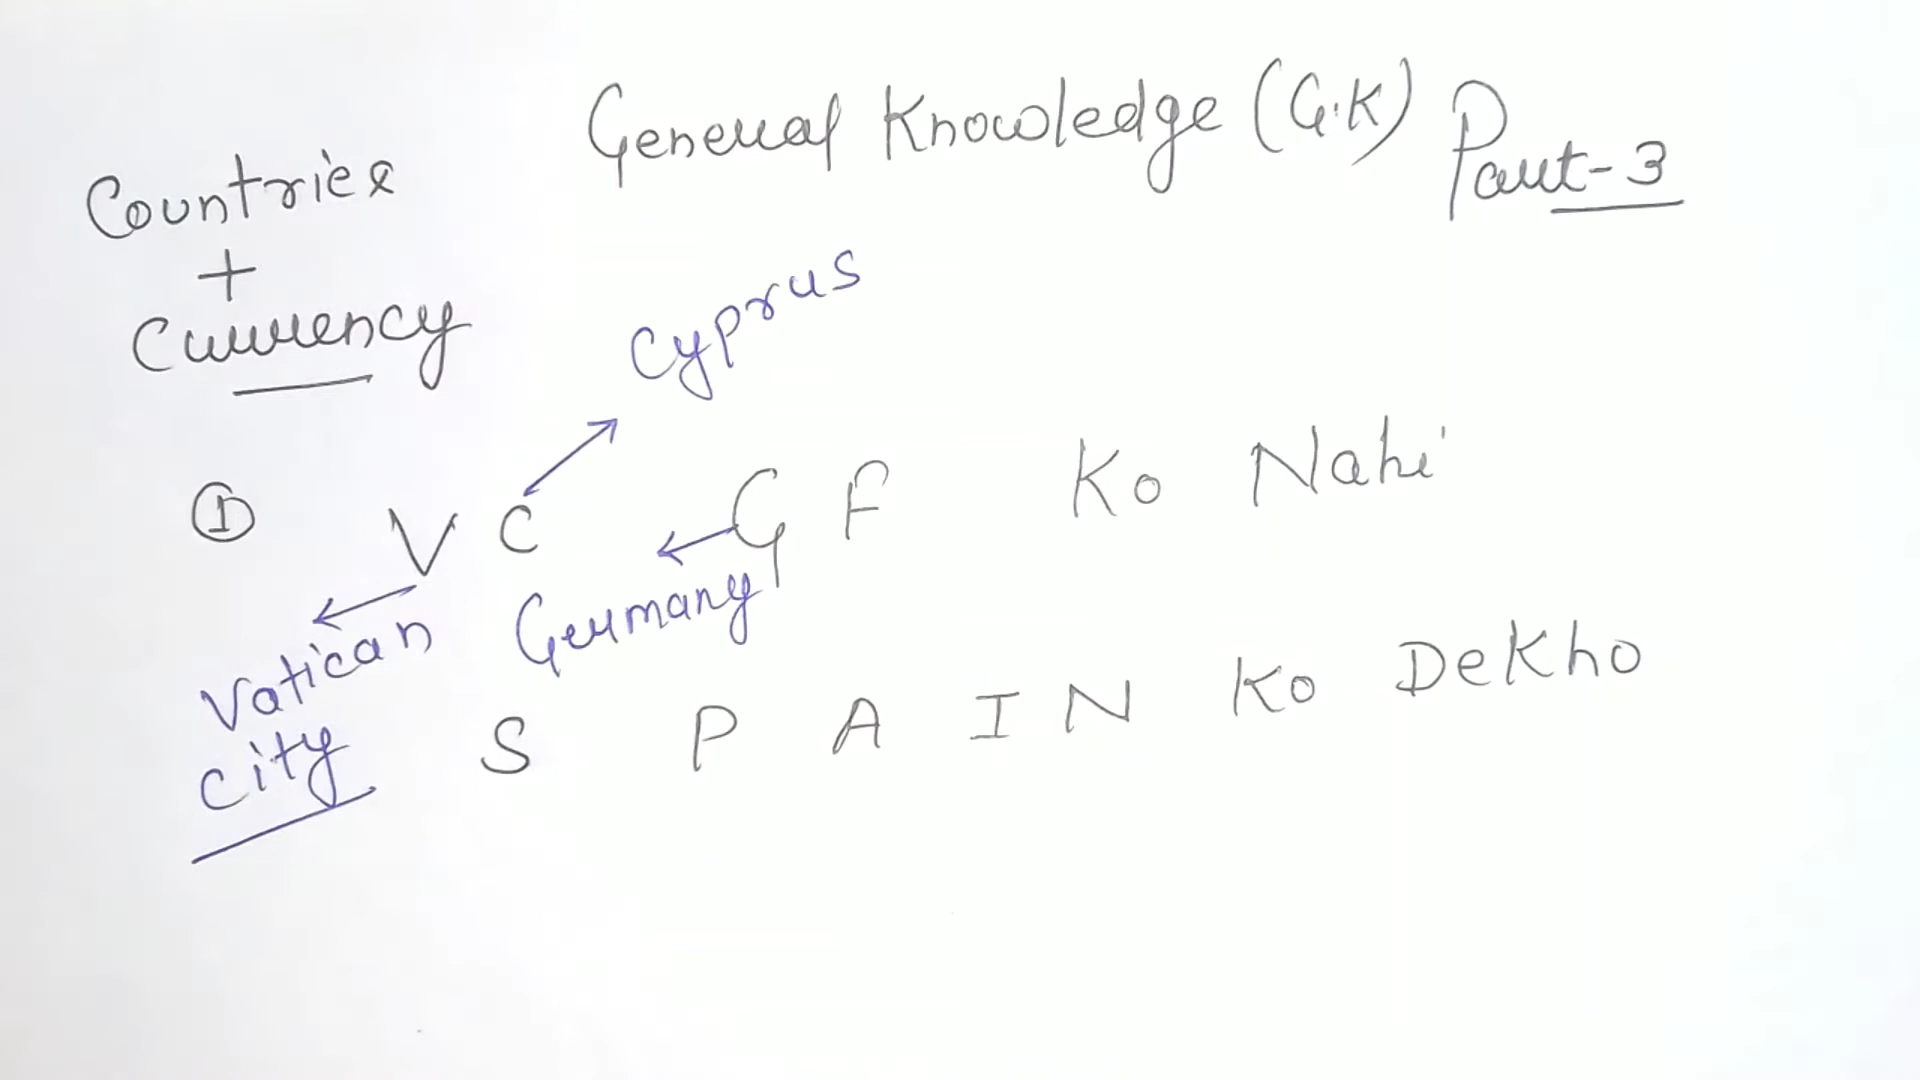 General Knowledge (G.K) Part-3
Countries
+
Currency
Cyprus
① V C G F Ko Nahi
Germany
Vatican
city
S P A I N Ko Dekho